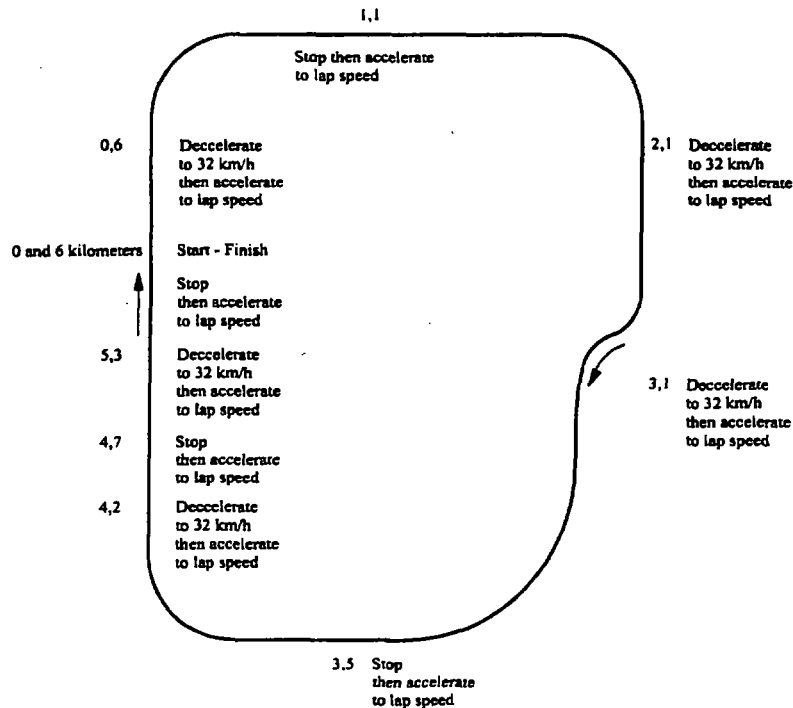 1,1
Stop then accelerate
to lap speed
0,6 Deccelerate
to 32 km/h
then accelerate
to lap speed
2,1 Deccelerate
to 32 km/h
then accelerate
to lap speed
0 and 6 kilometers Start - Finish
Stop
then accelerate
to lap speed
5,3 Deccelerate
to 32 km/h
then accelerate
to lap speed
3,1 Deccelerate
to 32 km/h
then accelerate
to lap speed
4,7 Stop
then accelerate
to lap speed
4,2 Deccelerate
to 32 km/h
then accelerate
to lap speed
3,5 Stop
then accelerate
to lap speed